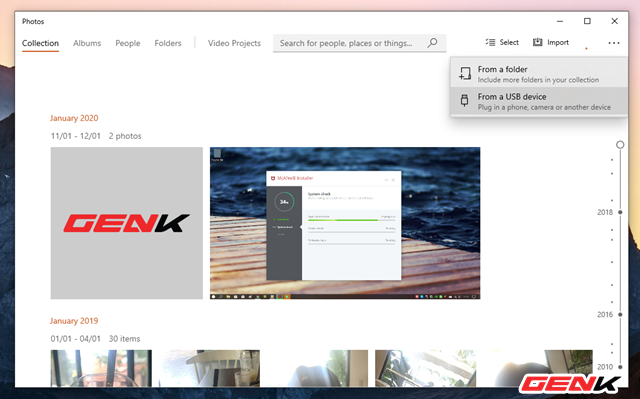 Photos
Collection
Albums
People
Folders
Video Projects
Search for people, places or things...
Select
Import
From a folder
Include more folders in your collection
From a USB device
Plug in a phone, camera or another device
January 2020
11/01 - 12/01 2 photos
GENK
McAfee® Installer
System check
34%
System check
2018
January 2019
2016
01/01 - 04/01 30 items
2010
GENK